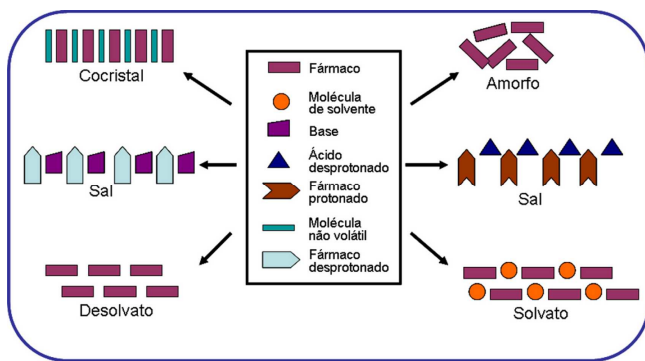 Cocristal
Sal
Desolvato
Fármaco
Molécula
de solvente
Base
Ácido
desprotonado
Fármaco
protonado
Molécula
não volátil
Fármaco
desprotonado
Amorfo
Sal
Solvato